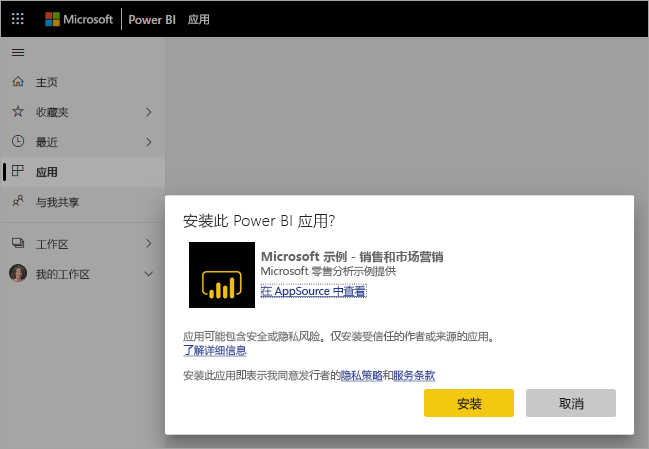 Microsoft Power BI 应用
主页
收藏夹
最近
应用
与我共享
工作区
我的工作区
安装此 Power BI 应用?
Microsoft 示例 - 销售和市场营销
Microsoft 零售分析示例提供
在 AppSource 中查看
应用可能包含安全或隐私风险。仅安装受信任的作者或来源的应用。
了解详细信息
安装此应用即表示我同意发行者的隐私策略和服务条款
安装 取消